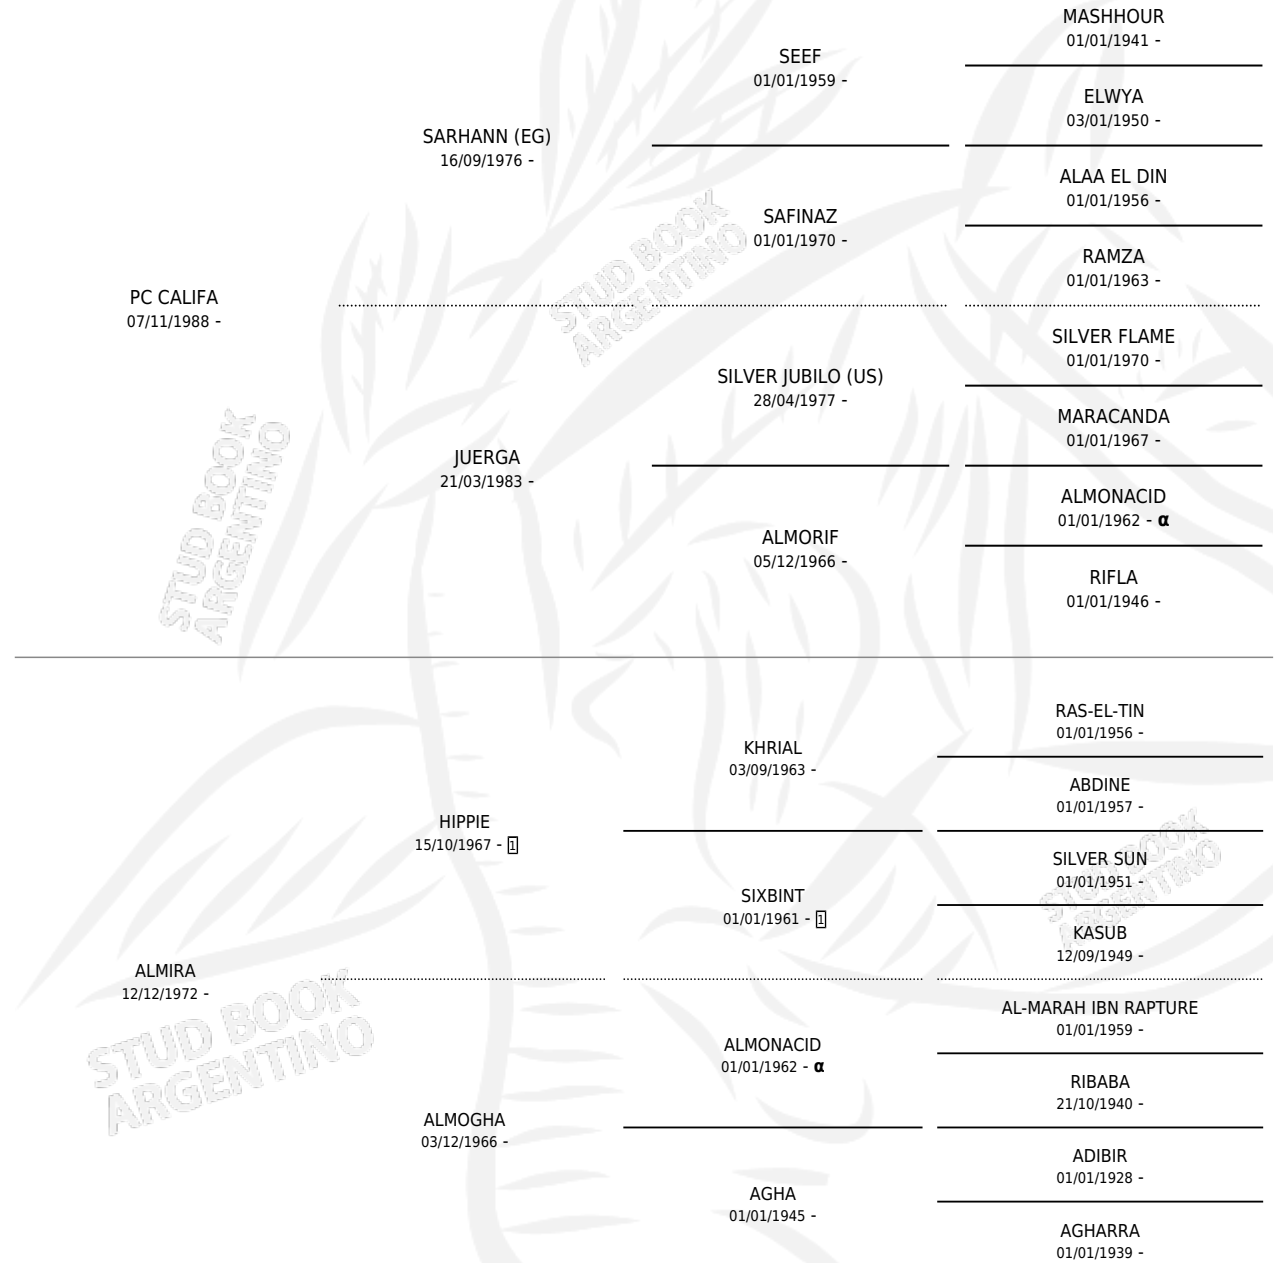 MASHHOUR
01/01/1941 -
SEEF
01/01/1959 -
ELWYA
03/01/1950 -
SARHANN (EG)
16/09/1976 -
ALAA EL DIN
01/01/1956 -
SAFINAZ
01/01/1970 -
RAMZA
01/01/1963 -
PC CALIFA
07/11/1988 -
SILVER FLAME
01/01/1970 -
SILVER JUBILO (US)
28/04/1977 -
MARACANDA
01/01/1967 -
JUERGA
21/03/1983 -
ALMONACID
01/01/1962 - α
ALMORIF
05/12/1966 -
RIFLA
01/01/1946 -
STUD BOOK
ARGENTINO
STUD BOOK
ARGENTINO
RAS-EL-TIN
01/01/1956 -
KHRIAL
03/09/1963 -
ABDINE
01/01/1957 -
HIPPIE
15/10/1967 - 1
SILVER SUN
01/01/1951 -
SIXBINT
01/01/1961 - 1
KASUB
12/09/1949 -
ALMIRA
12/12/1972 -
AL-MARAH IBN RAPTURE
01/01/1959 -
ALMONACID
01/01/1962 - α
RIBABA
21/10/1940 -
ALMOGHA
03/12/1966 -
ADIBIR
01/01/1928 -
AGHA
01/01/1945 -
AGHARRA
01/01/1939 -
STUD BOOK
ARGENTINO
STUD BOOK
ARGENTINO